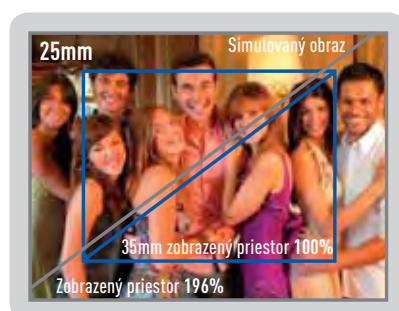 25mm
Simulovaný obraz
35mm zobrazený priestor 100%
Zobrazený priestor 196%